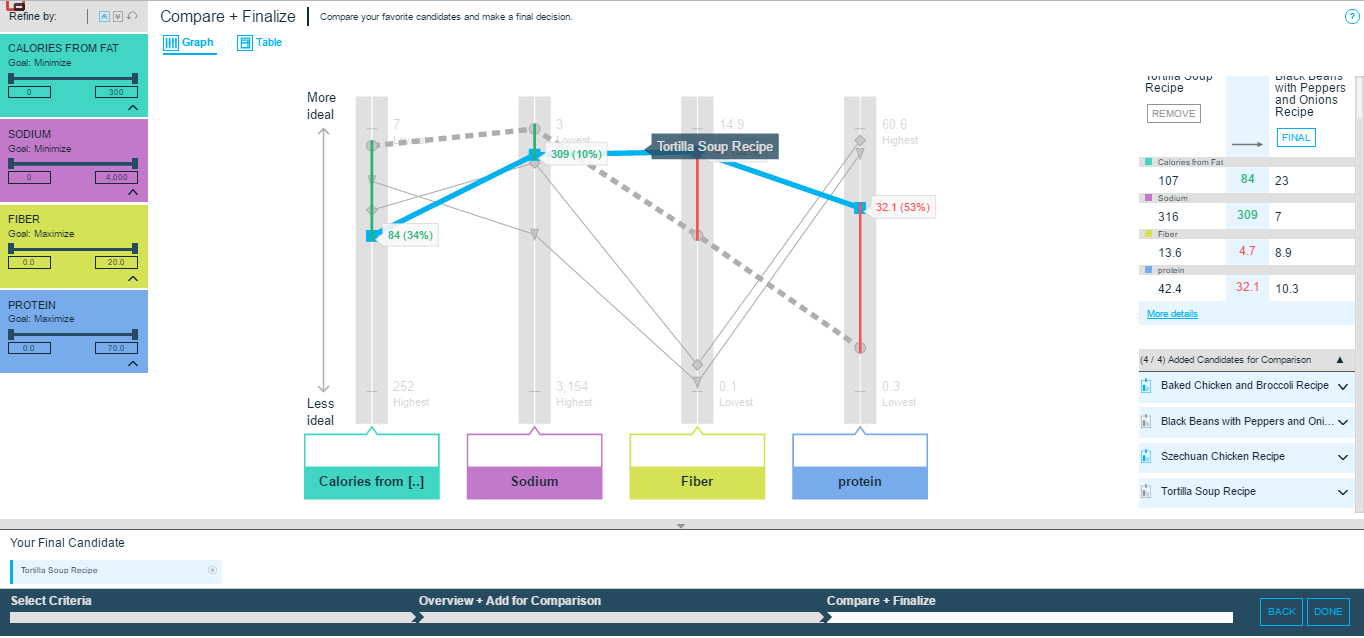 Refine by:
Compare + Finalize
Compare your favorite candidates and make a final decision.
?
Graph
Table
CALORIES FROM FAT
Goal: Minimize
0
300
SODIUM
Goal: Minimize
0
4,000
FIBER
Goal: Maximize
0.0
20.0
PROTEIN
Goal: Maximize
0.0
70.0
More
ideal
Less
ideal
7
Lowest
252
Highest
84 (34%)
3
Lowest
3,154
Highest
309 (10%)
14.9
0.1
Lowest
Tortilla Soup Recipe
60.6
Highest
0.3
Lowest
32.1 (53%)
Calories from [..]
Sodium
Fiber
protein
Tortilla Soup
Recipe
REMOVE
Black Beans
with Peppers
and Onions
Recipe
FINAL
Calories from Fat
107 84 23
Sodium
316 309 7
Fiber
13.6 4.7 8.9
protein
42.4 32.1 10.3
More details
(4 / 4) Added Candidates for Comparison
Baked Chicken and Broccoli Recipe
Black Beans with Peppers and Oni...
Szechuan Chicken Recipe
Tortilla Soup Recipe
Your Final Candidate
Tortilla Soup Recipe
Select Criteria
Overview + Add for Comparison
Compare + Finalize
BACK
DONE